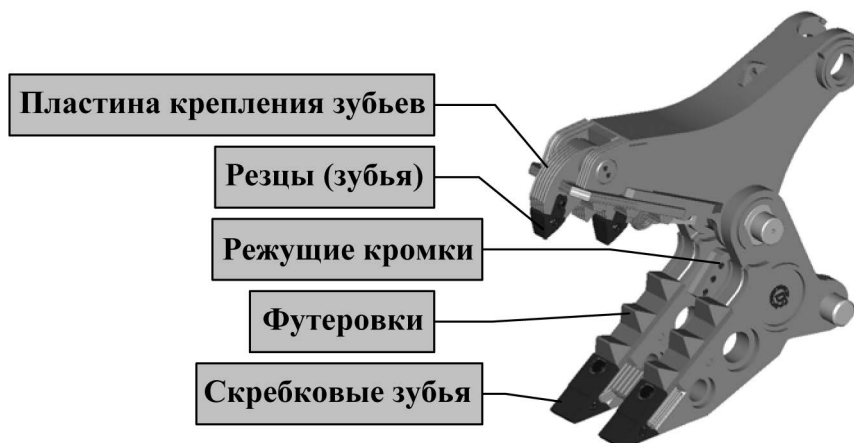 Пластина крепления зубьев
Резцы (зубья)
Режущие кромки
Футеровки
Скребковые зубья